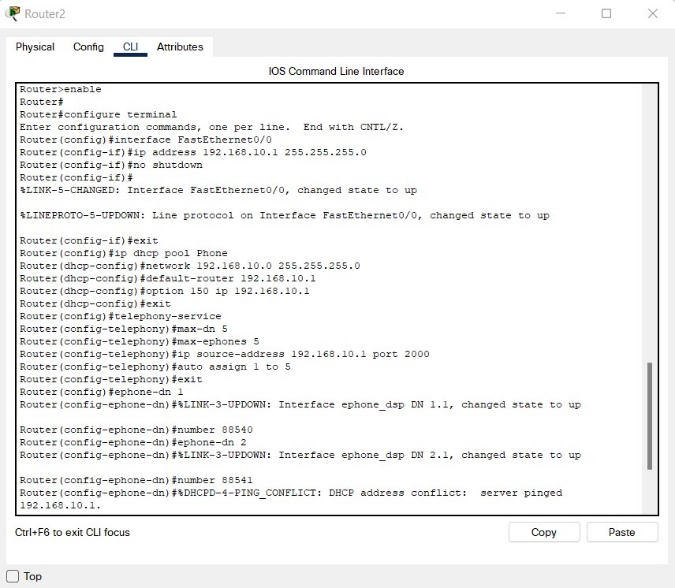 Router2
Physical Config CLI Attributes
IOS Command Line Interface
Router>enable
Router#
Router#configure terminal
Enter configuration commands, one per line.  End with CNTL/Z.
Router(config)#interface FastEthernet0/0
Router(config-if)#ip address 192.168.10.1 255.255.255.0
Router(config-if)#no shutdown
Router(config-if)#
%LINK-5-CHANGED: Interface FastEthernet0/0, changed state to up
%LINEPROTO-5-UPDOWN: Line protocol on Interface FastEthernet0/0, changed state to up
Router(config-if)#exit
Router(config)#ip dhcp pool Phone
Router(dhcp-config)#network 192.168.10.0 255.255.255.0
Router(dhcp-config)#default-router 192.168.10.1
Router(dhcp-config)#option 150 ip 192.168.10.1
Router(dhcp-config)#exit
Router(config)#telephony-service
Router(config-telephony)#max-dn 5
Router(config-telephony)#max-ephones 5
Router(config-telephony)#ip source-address 192.168.10.1 port 2000
Router(config-telephony)#auto assign 1 to 5
Router(config-telephony)#exit
Router(config)#ephone-dn 1
Router(config-ephone-dn)#%LINK-3-UPDOWN: Interface ephone_dsp DN 1.1, changed state to up
Router(config-ephone-dn)#number 88540
Router(config-ephone-dn)#ephone-dn 2
Router(config-ephone-dn)#%LINK-3-UPDOWN: Interface ephone_dsp DN 2.1, changed state to up
Router(config-ephone-dn)#number 88541
Router(config-ephone-dn)#%DHCPD-4-PING_CONFLICT: DHCP address conflict:  server pinged
192.168.10.1.
Ctrl+F6 to exit CLI focus
Copy Paste
Top